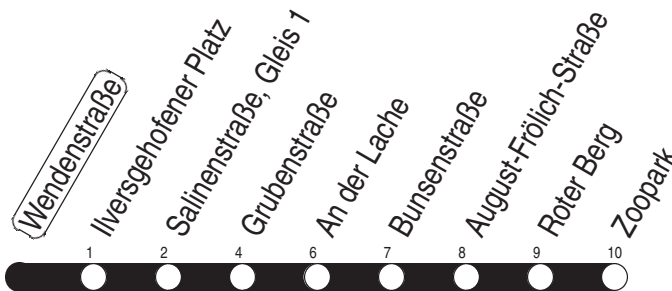 Wendenstraße
Ilversgehofener Platz
Salinenstraße, Gleis 1
Grubenstraße
An der Lache
Bunsenstraße
August-Frölich-Straße
Roter Berg
Zoopark
1 2 4 6 7 8 9 10